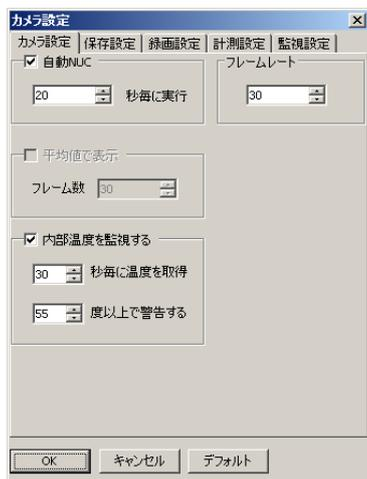 カメラ設定
カメラ設定 保存設定 録画設定 計測設定 監視設定
自動NUC
20 秒毎に実行
フレームレート
30
平均値で表示
フレーム数 30
内部温度を監視する
30 秒毎に温度を取得
55 度以上で警告する
OK キャンセル デフォルト